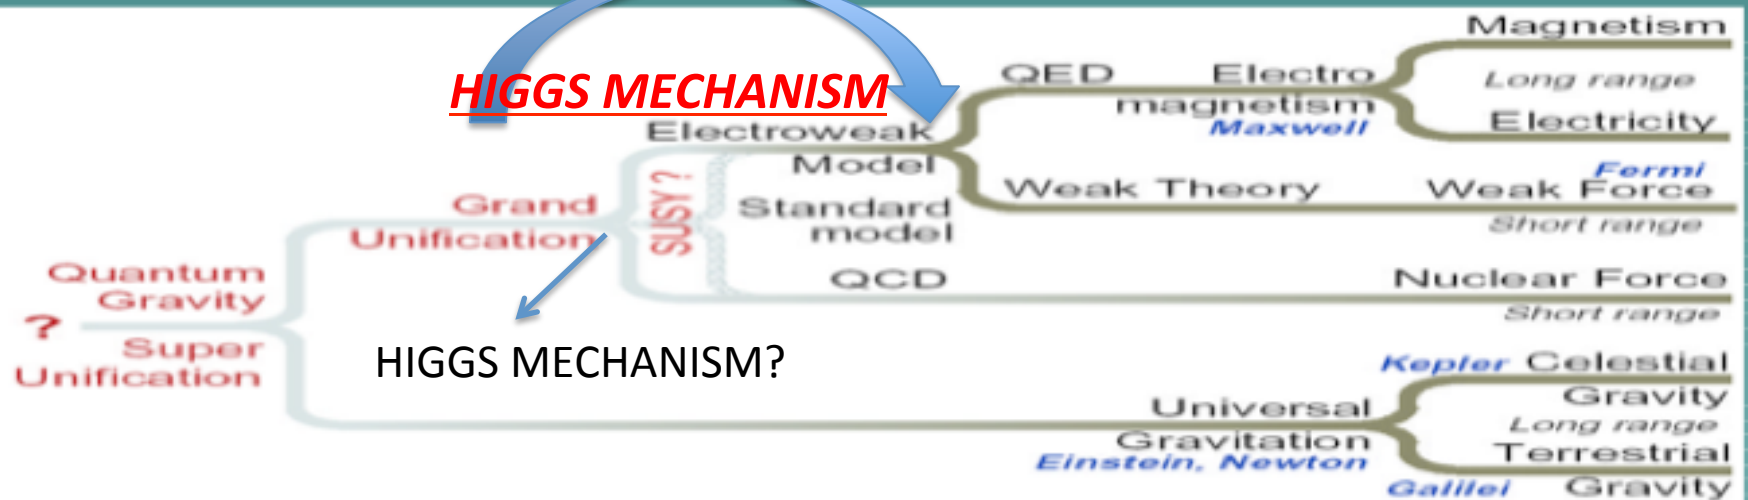 Magnetism
HIGGS MECHANISM
QED
Electro
magnetism
Maxwell
Long range
Electricity
Electroweak
Model
Fermi
Weak Theory
Weak Force
Short range
SUSY ?
Grand
Unification
Standard
model
QCD
Nuclear Force
Short range
Quantum
Gravity
?
Super
Unification
HIGGS MECHANISM?
Kepler Celestial
Gravity
Long range
Universal
Gravitation
Einstein, Newton
Terrestrial
Galilei Gravity